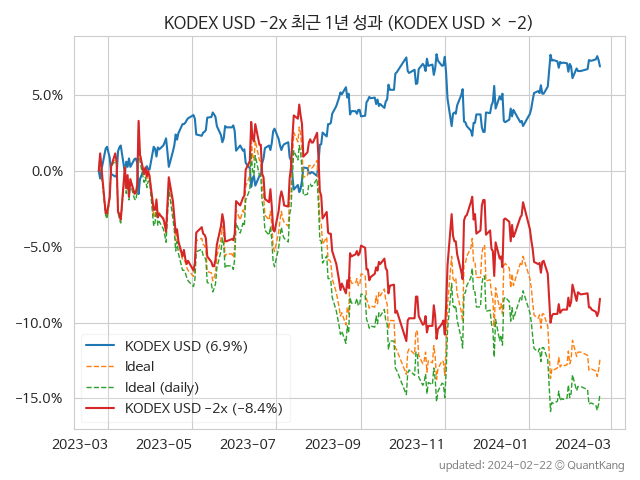 KODEX USD −2x 최근 1년 성과 (KODEX USD × −2)
5.0%
0.0%
−5.0%
−10.0%
−15.0%
KODEX USD (6.9%)
Ideal
Ideal (daily)
KODEX USD −2x (−8.4%)
2023-03 2023-05 2023-07 2023-09 2023-11 2024-01 2024-03
updated: 2024-02-22 © QuantKang